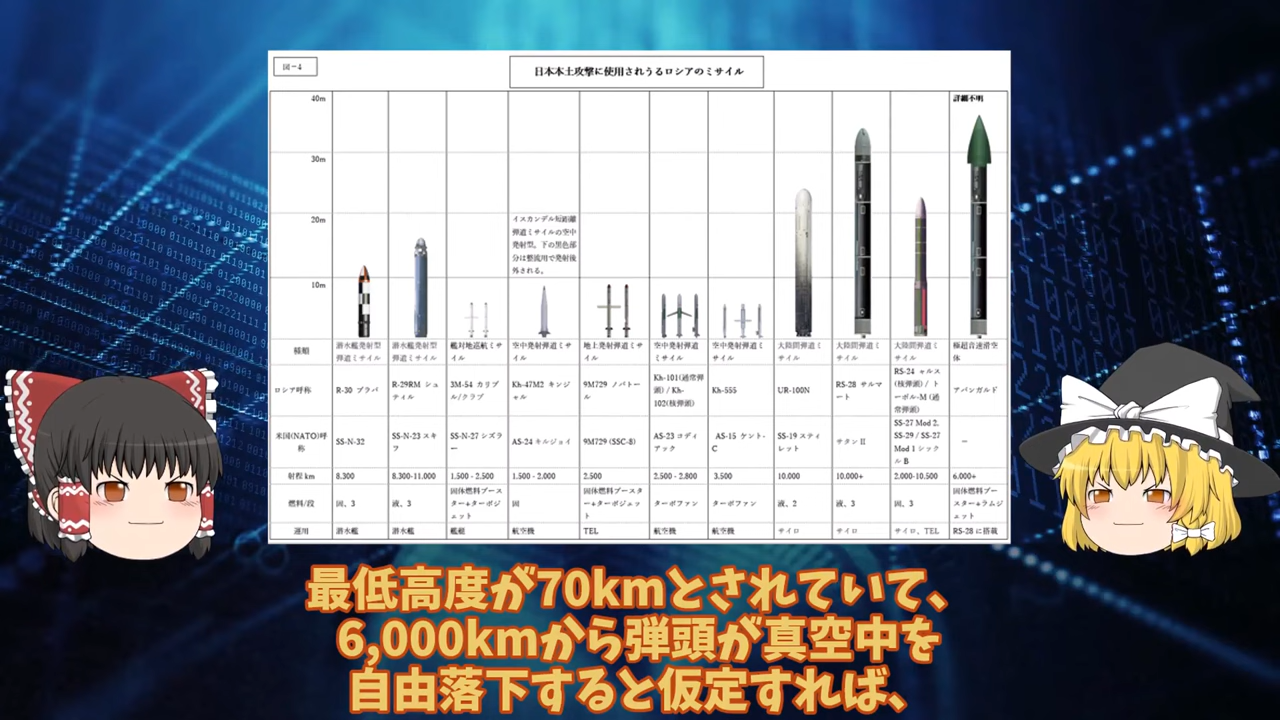 図-4
日本本土攻撃に使用されうるロシアのミサイル
40m
詳細不明
30m
20m
イスカンデル短距離
弾道ミサイルの空中
発射型。下の黒色部
分は整流用で発射後
外される。
10m
種類 潜水艦発射型弾道ミサイル 潜水艦発射型弾道ミサイル 艦対地巡航ミサイル 空中発射弾道ミサイル 地上発射弾道ミサイル 空中発射弾道ミサイル 空中発射弾道ミサイル 大陸間弾道ミサイル 大陸間弾道ミサイル 大陸間弾道ミサイル 極超音速滑空体
ロシア呼称 R-30 ブラバ R-29RM シュティル 3M-54 カリブル/クラブ Kh-47M2 キンジャル 9M729 ノバトール Kh-101(通常弾頭) / Kh-102(核弾頭) Kh-555 UR-100N RS-28 サルマート RS-24 ャルス(核弾頭) / トーポル-M (通常弾頭) アバンガルド
米国(NATO)呼称 SS-N-32 SS-N-23 スキフ SS-N-27 シズラー AS-24 キルジョイ 9M729 (SSC-8) AS-23 コディアック AS-15 ケント-C SS-19 スティレット サタンⅡ SS-27 Mod 2, SS-29 / SS-27 Mod 1 シックル B －
射程 km 8.300 8.300-11.000 1.500 - 2.500 1.500 - 2.000 2.500 2.500 - 2.800 3.500 10.000 10.000+ 2.000-10.500 6.000+
燃料/段 固、3 液、3 固体燃料ブースター+ターボジェット 固 固体燃料ブースター+ターボジェット ターボファン ターボファン 液、2 液、3 固、3 固体燃料ブースター+ラムジェット
運用 潜水艦 潜水艦 艦艇 航空機 TEL 航空機 航空機 サイロ サイロ サイロ、TEL RS-28 に搭載
最低高度が70kmとされていて、
6,000kmから弾頭が真空中を
自由落下すると仮定すれば、